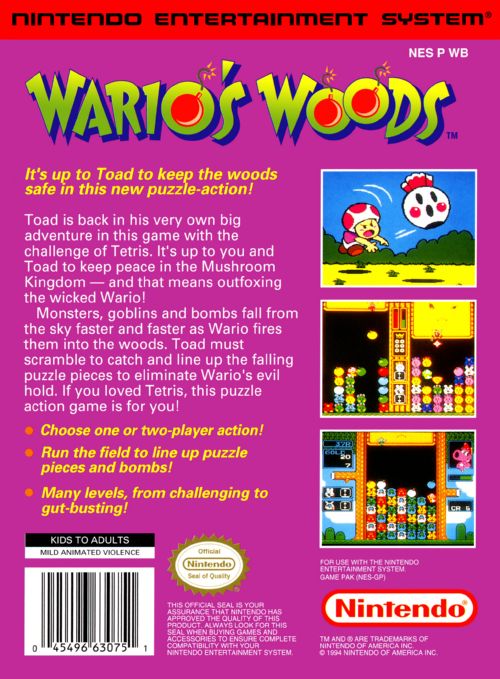 NINTENDO ENTERTAINMENT SYSTEM®
NES P WB
WARIO'S WOODS™
It's up to Toad to keep the woods
safe in this new puzzle-action!
Toad is back in his very own big
adventure in this game with the
challenge of Tetris. It's up to you and
Toad to keep peace in the Mushroom
Kingdom — and that means outfoxing
the wicked Wario!
Monsters, goblins and bombs fall from
the sky faster and faster as Wario fires
them into the woods. Toad must
scramble to catch and line up the falling
puzzle pieces to eliminate Wario's evil
hold. If you loved Tetris, this puzzle
action game is for you!
Choose one or two-player action!
Run the field to line up puzzle
pieces and bombs!
Many levels, from challenging to
gut-busting!
KIDS TO ADULTS
MILD ANIMATED VIOLENCE
0 45496 63075 1
Official
Nintendo
Seal of Quality
THIS OFFICIAL SEAL IS YOUR
ASSURANCE THAT NINTENDO HAS
APPROVED THE QUALITY OF THIS
PRODUCT. ALWAYS LOOK FOR THIS
SEAL WHEN BUYING GAMES AND
ACCESSORIES TO ENSURE COMPLETE
COMPATIBILITY WITH YOUR
NINTENDO ENTERTAINMENT SYSTEM.
GOLD
20
7
FOR USE WITH THE NINTENDO
ENTERTAINMENT SYSTEM.
GAME PAK (NES-GP)
Nintendo®
TM AND ® ARE TRADEMARKS OF
NINTENDO OF AMERICA INC.
© 1994 NINTENDO OF AMERICA INC.